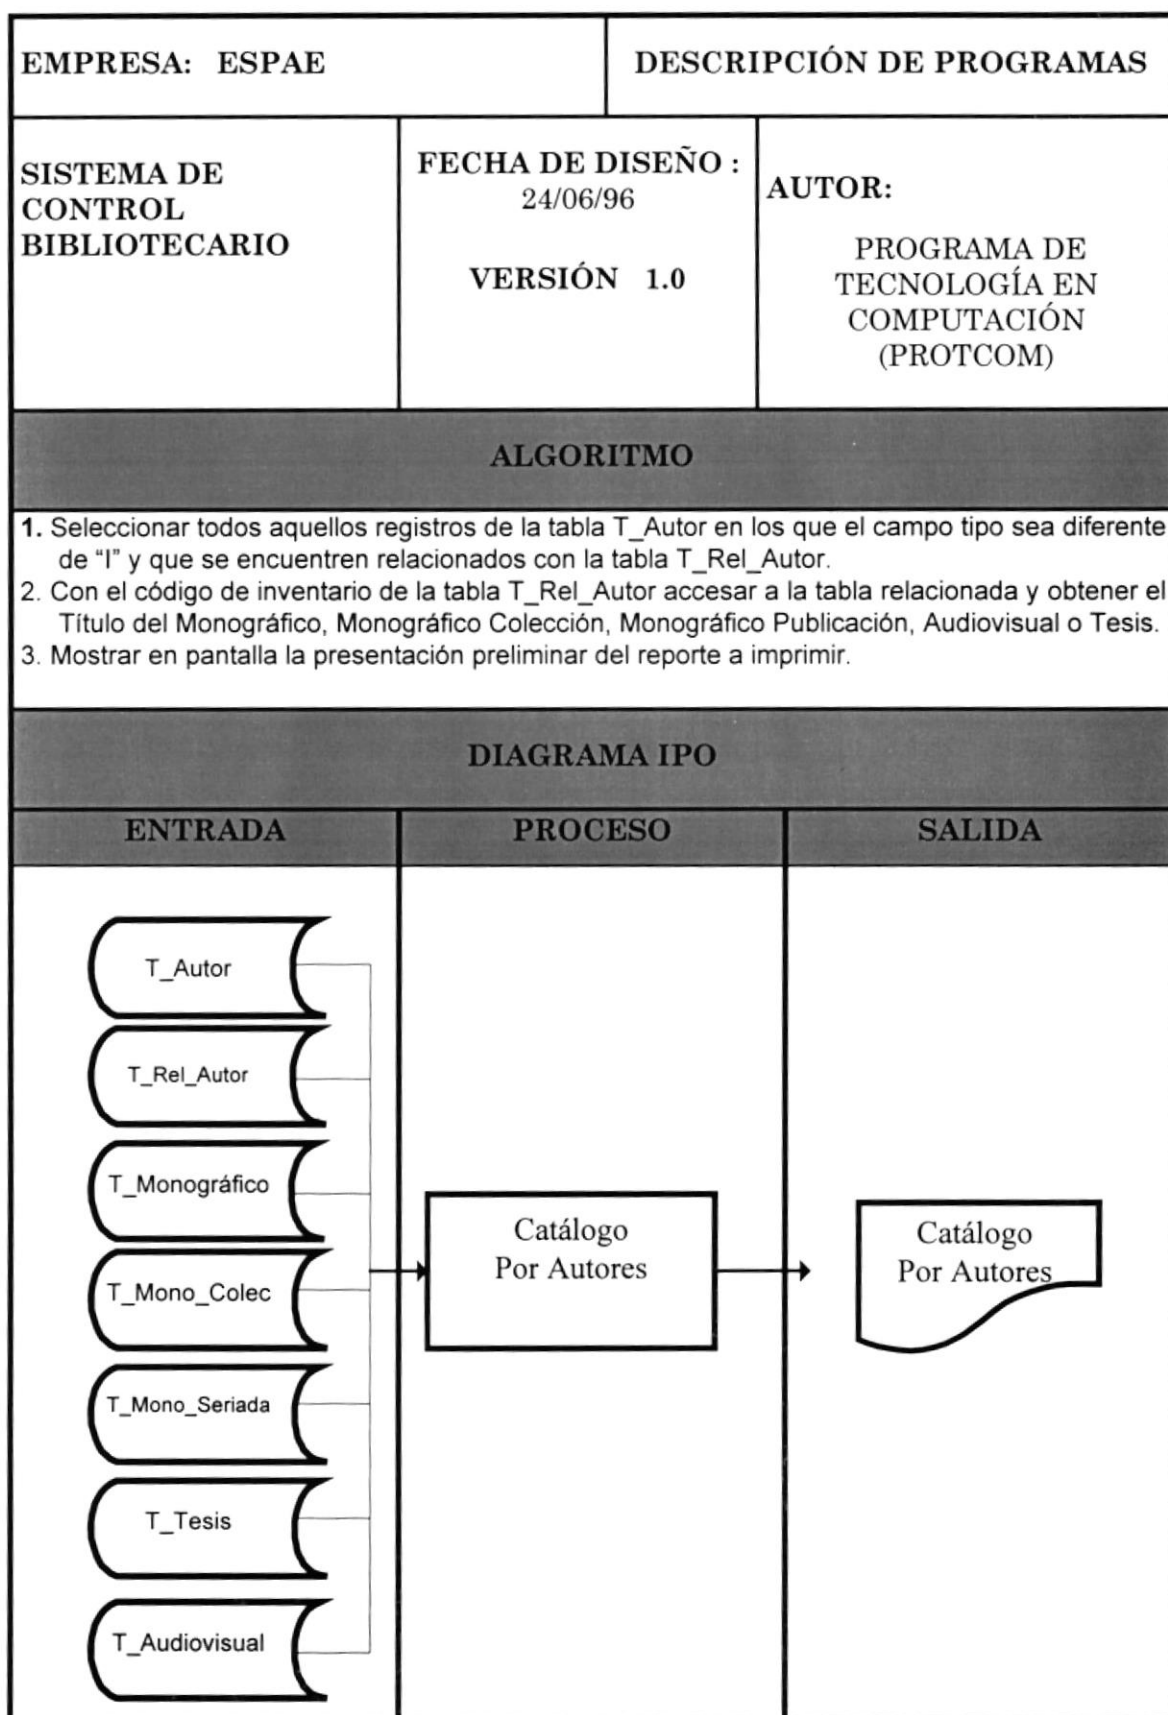 EMPRESA: ESPAE
DESCRIPCIÓN DE PROGRAMAS
SISTEMA DE
CONTROL
BIBLIOTECARIO
FECHA DE DISEÑO :
24/06/96
VERSIÓN 1.0
AUTOR:
PROGRAMA DE
TECNOLOGÍA EN
COMPUTACIÓN
(PROTCOM)
ALGORITMO
1. Seleccionar todos aquellos registros de la tabla T_Autor en los que el campo tipo sea diferente
de “I” y que se encuentren relacionados con la tabla T_Rel_Autor.
2. Con el código de inventario de la tabla T_Rel_Autor accesar a la tabla relacionada y obtener el
Título del Monográfico, Monográfico Colección, Monográfico Publicación, Audiovisual o Tesis.
3. Mostrar en pantalla la presentación preliminar del reporte a imprimir.
DIAGRAMA IPO
ENTRADA
PROCESO
SALIDA
T_Autor
T_Rel_Autor
T_Monográfico
T_Mono_Colec
T_Mono_Seriada
T_Tesis
T_Audiovisual
Catálogo
Por Autores
Catálogo
Por Autores